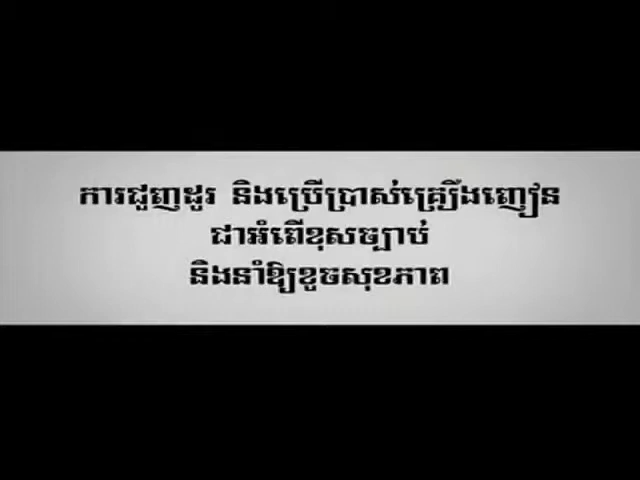 ការជួញដូរ និងប្រើប្រាស់គ្រឿងញៀន
ជាអំពើខុសច្បាប់
និងនាំឱ្យខូចសុខភាព